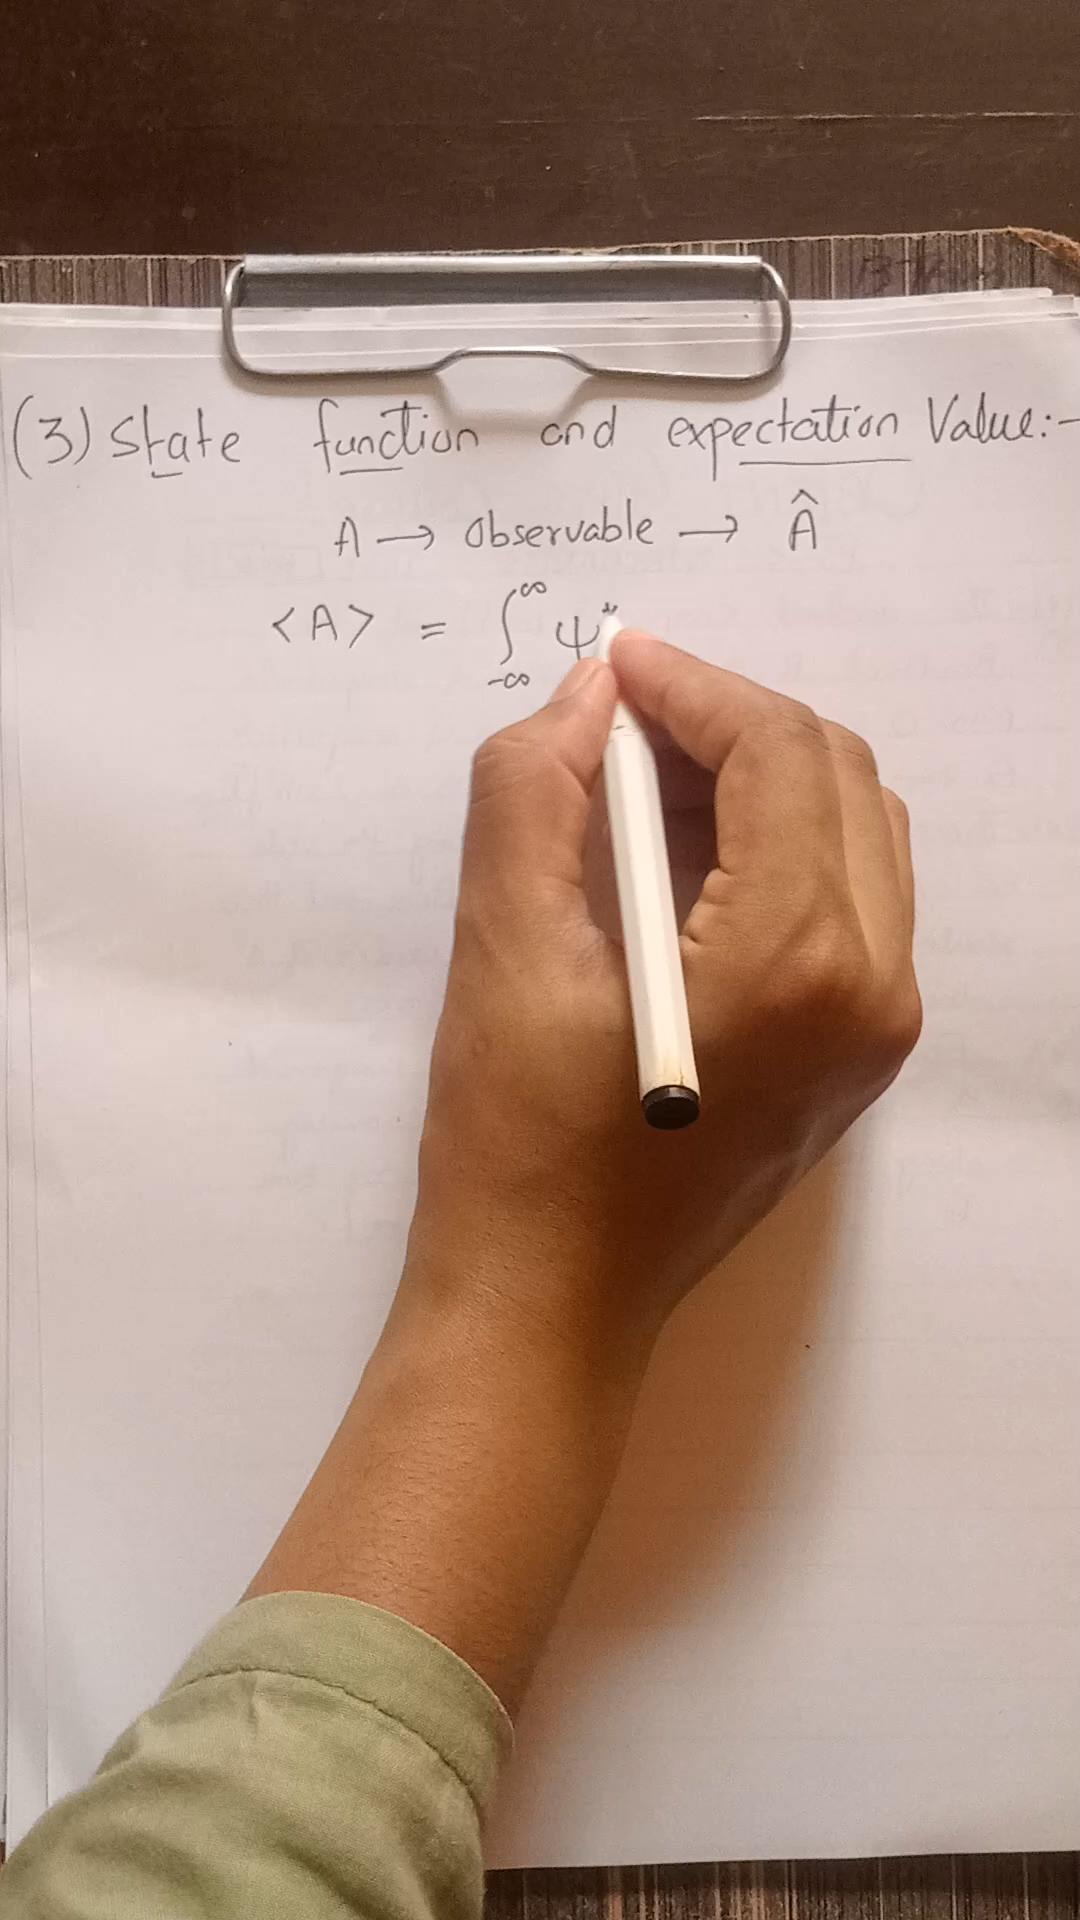 (3) State function and expectation Value:-
A → Observable → Â
<A> = ∫_{-∞}^{∞} ψ*